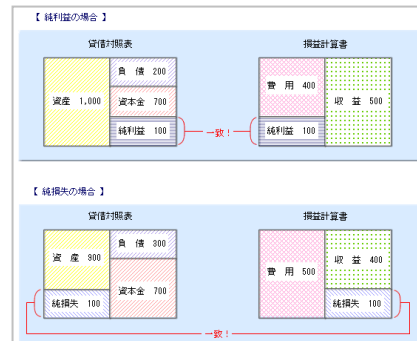 【 純利益の場合 】
貸借対照表
損益計算書
資産 1,000
負 債 200
資本金 700
純利益 100
一致！
費 用 400
純利益 100
収 益 500
【 純損失の場合 】
貸借対照表
損益計算書
資 産 900
純損失 100
負 債 300
資本金 700
費 用 500
収 益 400
純損失 100
一致！